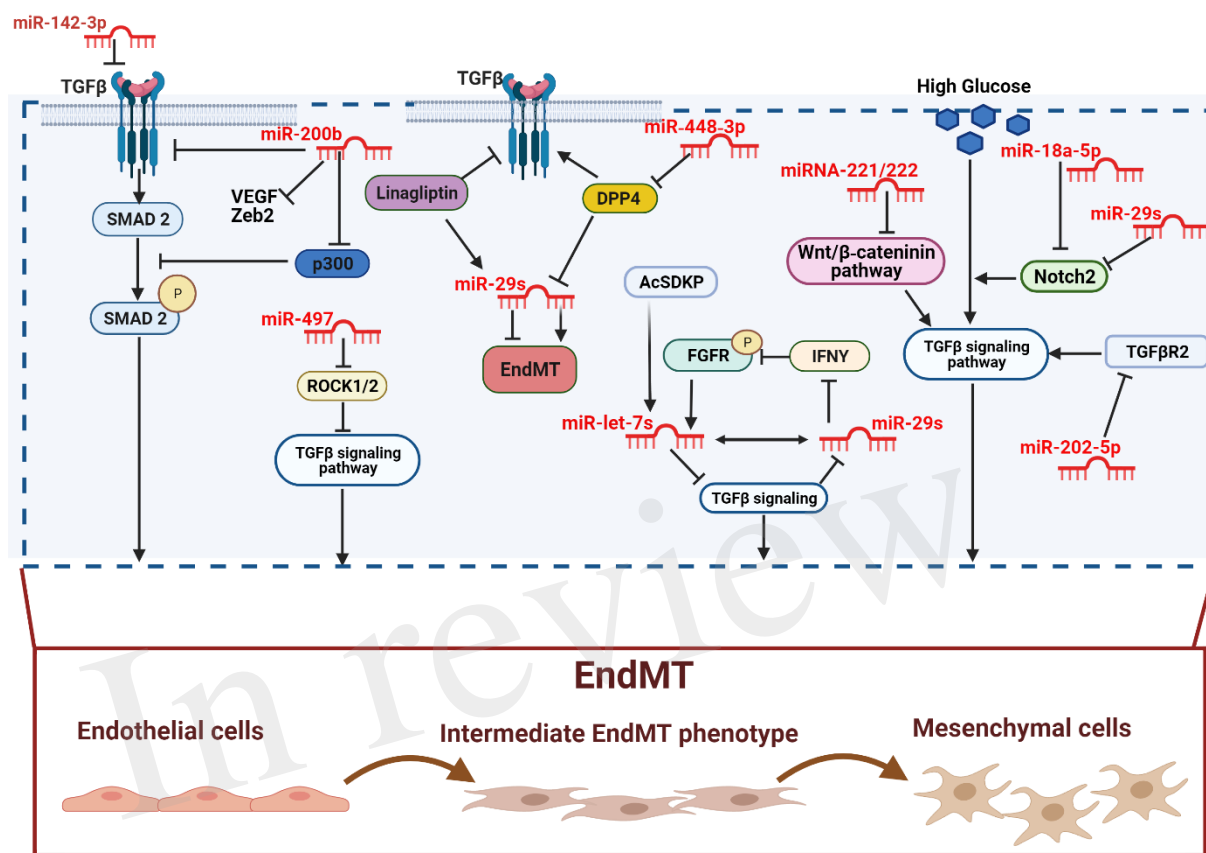 miR-142-3p
TGFβ
TGFβ
High Glucose
miR-200b
miR-448-3p
miR-18a-5p
miRNA-221/222
VEGF
Zeb2
Linagliptin
DPP4
miR-29s
SMAD 2
p300
Wnt/β-cateninin
pathway
Notch2
miR-29s
AcSDKP
P
SMAD 2
miR-497
P
FGFR
IFNY
TGFβ signaling
pathway
TGFβR2
EndMT
ROCK1/2
miR-let-7s
miR-29s
TGFβ signaling
pathway
miR-202-5p
TGFβ signaling
In review
EndMT
Endothelial cells
Intermediate EndMT phenotype
Mesenchymal cells